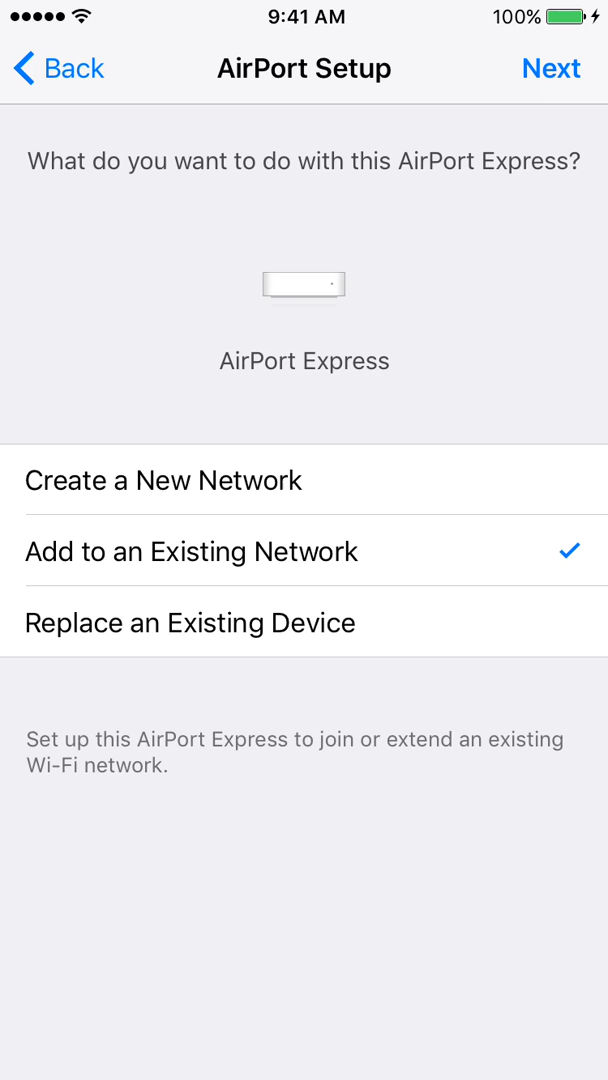 9:41 AM
100%
Back
AirPort Setup
Next
What do you want to do with this AirPort Express?
AirPort Express
Create a New Network
Add to an Existing Network
Replace an Existing Device
Set up this AirPort Express to join or extend an existing
Wi-Fi network.